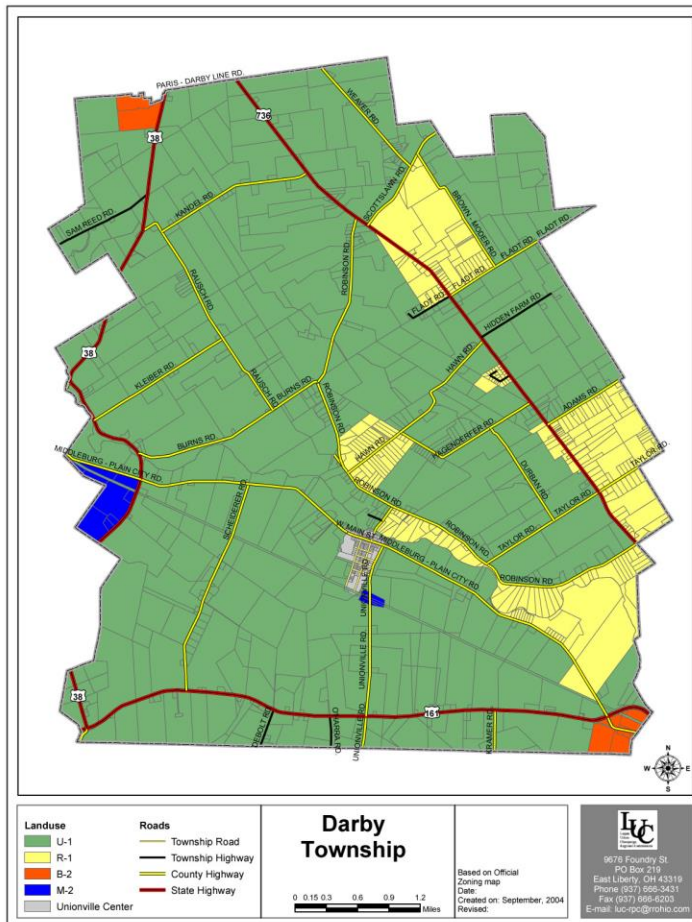 PARIS - DARBY LINE RD.
WEAVER RD.
736
38
SCOTTSLAWN RD.
BROWN - MODER RD.
KANDEL RD.
SAM REED RD.
FLADT RD.
FLADT RD.
FLADT RD.
ROBINSON RD.
RAUSCH RD.
HIDDEN FARM RD.
38
HAWN RD.
KLEIBER RD.
RAUSCH RD.
BURNS RD.
ROBINSON RD.
ADAMS RD.
HAGENDERFER RD.
BURNS RD.
HAWN RD.
MIDDLEBURG - PLAIN CITY RD.
DURBAN RD.
TAYLOR RD.
ROBINSON RD.
SCHEIDERER RD.
ROBINSON RD.
TAYLOR RD.
W. MAIN ST.
MIDDLEBURG - PLAIN CITY RD.
ROBINSON RD.
UNIONVILLE RD.
UNIONVILLE RD.
38
161
DEBOLT RD.
O'HARRA RD.
UNIONVILLE RD.
KRAMER RD.
N
W E
S
Landuse
U-1
R-1
B-2
M-2
Unionville Center
Roads
Township Road
Township Highway
County Highway
State Highway
Darby
Township
0 0.15 0.3 0.6 0.9 1.2
Miles
Based on Official
Zoning map
Date:
Created on: September, 2004
Revised:
LUC
9676 Foundry St.
PO Box 219
East Liberty, OH 43319
Phone (937) 666-3431
Fax (937) 666-6203
E-mail: luc-rpc@rrohio.com